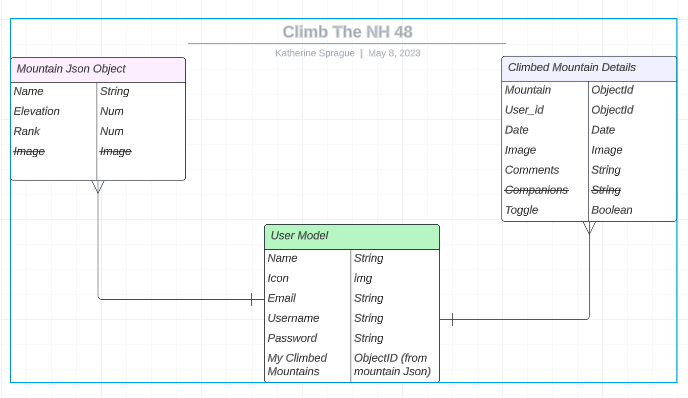 Climb The NH 48
Katherine Sprague | May 8, 2023
Mountain Json Object
Name String
Elevation Num
Rank Num
Image Image
Climbed Mountain Details
Mountain ObjectId
User_id ObjectId
Date Date
Image Image
Comments String
Companions String
Toggle Boolean
User Model
Name String
Icon img
Email String
Username String
Password String
My Climbed ObjectID (from
Mountains mountain Json)